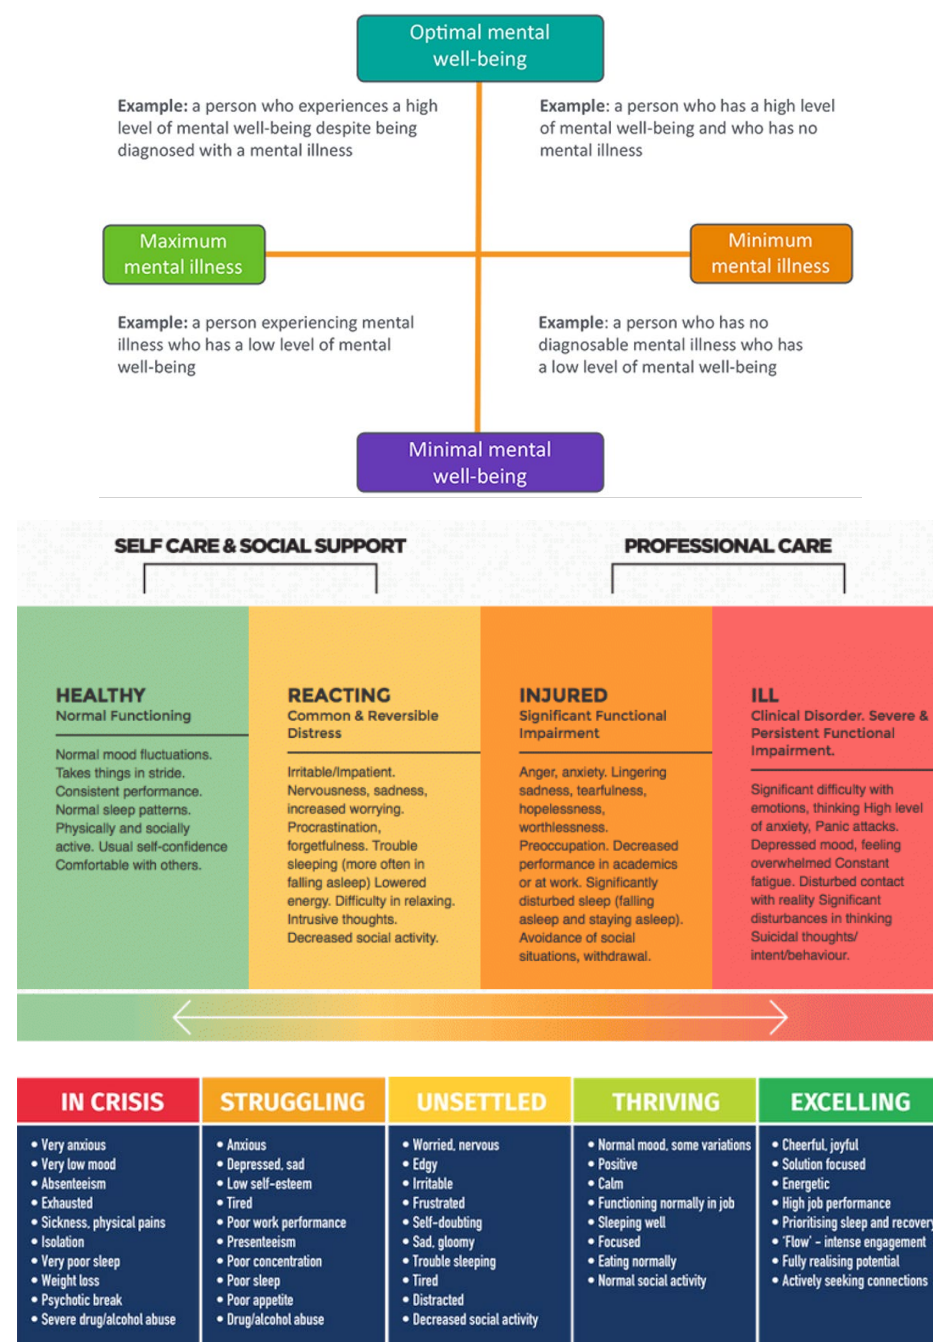 Optimal mental
well-being
Example: a person who experiences a high
level of mental well-being despite being
diagnosed with a mental illness
Example: a person who has a high level
of mental well-being and who has no
mental illness
Maximum
mental illness
Minimum
mental illness
Example: a person experiencing mental
illness who has a low level of mental
well-being
Example: a person who has no
diagnosable mental illness who has
a low level of mental well-being
Minimal mental
well-being
SELF CARE & SOCIAL SUPPORT
PROFESSIONAL CARE
HEALTHY
Normal Functioning
Normal mood fluctuations.
Takes things in stride.
Consistent performance.
Normal sleep patterns.
Physically and socially
active. Usual self-confidence
Comfortable with others.
REACTING
Common & Reversible
Distress
Irritable/Impatient.
Nervousness, sadness,
increased worrying.
Procrastination,
forgetfulness. Trouble
sleeping (more often in
falling asleep) Lowered
energy. Difficulty in relaxing.
Intrusive thoughts.
Decreased social activity.
INJURED
Significant Functional
Impairment
Anger, anxiety. Lingering
sadness, tearfulness,
hopelessness,
worthlessness.
Preoccupation. Decreased
performance in academics
or at work. Significantly
disturbed sleep (falling
asleep and staying asleep).
Avoidance of social
situations, withdrawal.
ILL
Clinical Disorder. Severe &
Persistent Functional
Impairment.
Significant difficulty with
emotions, thinking High level
of anxiety, Panic attacks.
Depressed mood, feeling
overwhelmed Constant
fatigue. Disturbed contact
with reality Significant
disturbances in thinking
Suicidal thoughts/
intent/behaviour.
IN CRISIS
• Very anxious
• Very low mood
• Absenteeism
• Exhausted
• Sickness, physical pains
• Isolation
• Very poor sleep
• Weight loss
• Psychotic break
• Severe drug/alcohol abuse
STRUGGLING
• Anxious
• Depressed, sad
• Low self-esteem
• Tired
• Poor work performance
• Presenteeism
• Poor concentration
• Poor sleep
• Poor appetite
• Drug/alcohol abuse
UNSETTLED
• Worried, nervous
• Edgy
• Irritable
• Frustrated
• Self-doubting
• Sad, gloomy
• Trouble sleeping
• Tired
• Distracted
• Decreased social activity
THRIVING
• Normal mood, some variations
• Positive
• Calm
• Functioning normally in job
• Sleeping well
• Focused
• Eating normally
• Normal social activity
EXCELLING
• Cheerful, joyful
• Solution focused
• Energetic
• High job performance
• Prioritising sleep and recovery
• 'Flow' – intense engagement
• Fully realising potential
• Actively seeking connections